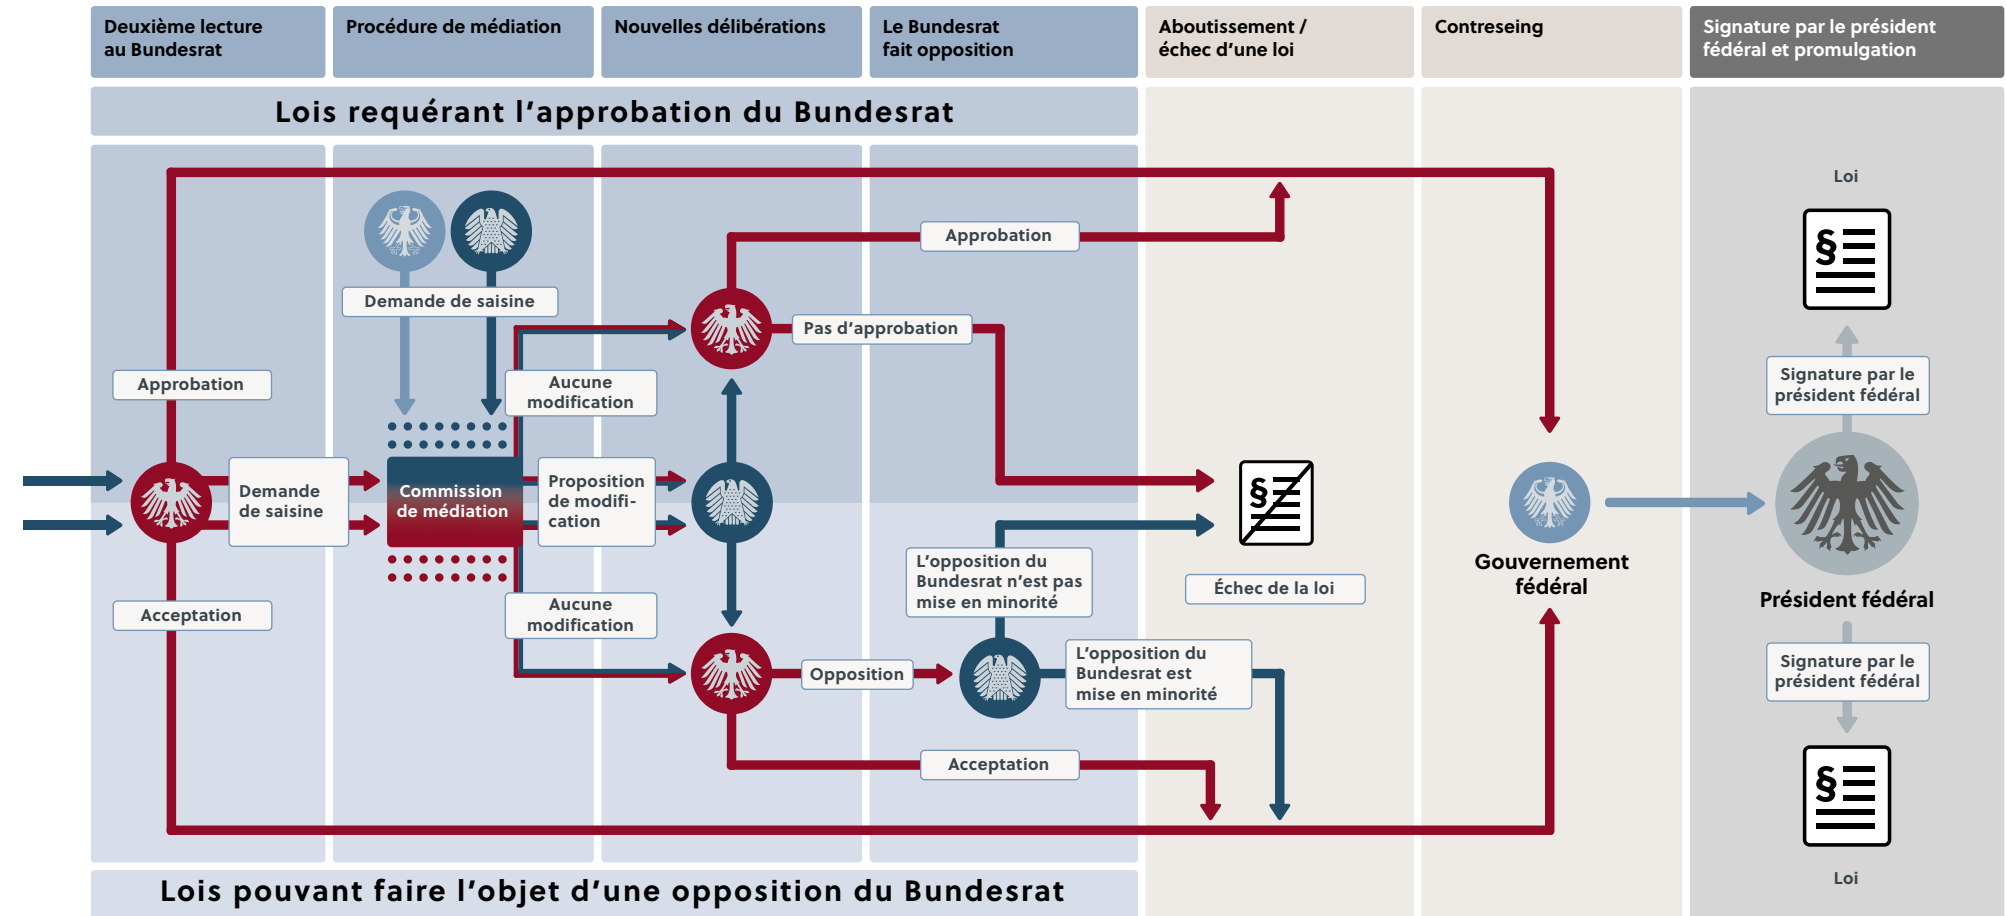 Deuxième lecture
au Bundesrat
Procédure de médiation
Nouvelles délibérations
Le Bundesrat
fait opposition
Aboutissement /
échec d’une loi
Contreseing
Signature par le président
fédéral et promulgation
Lois requérant l’approbation du Bundesrat
Loi
§
Approbation
Demande de saisine
Pas d’approbation
Signature par le
président fédéral
Approbation
Aucune
modification
Demande
de saisine
Commission
de médiation
Proposition
de modifi-
cation
§
Gouvernement
fédéral
L’opposition du
Bundesrat n’est pas
mise en minorité
Échec de la loi
Président fédéral
Acceptation
Aucune
modification
Opposition
L’opposition du
Bundesrat est
mise en minorité
Signature par le
président fédéral
Acceptation
§
Loi
Lois pouvant faire l’objet d’une opposition du Bundesrat